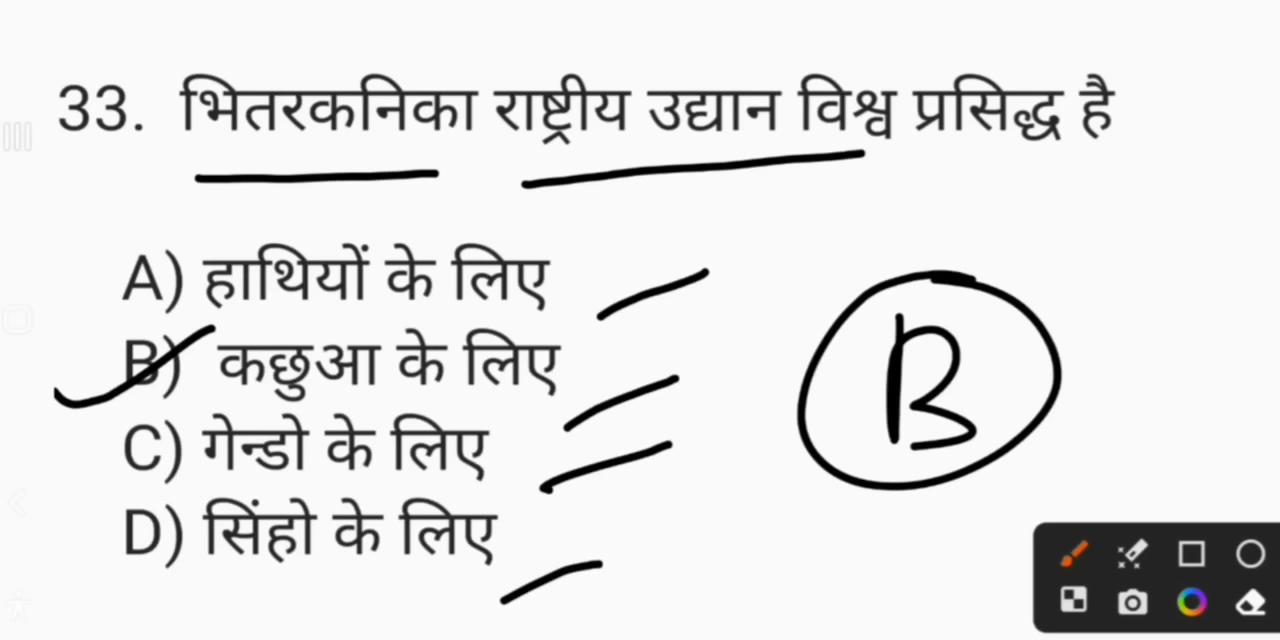 33. भितरकनिका राष्ट्रीय उद्यान विश्व प्रसिद्ध है
A) हाथियों के लिए
B) कछुआ के लिए
C) गेन्डो के लिए
D) सिंहो के लिए
B